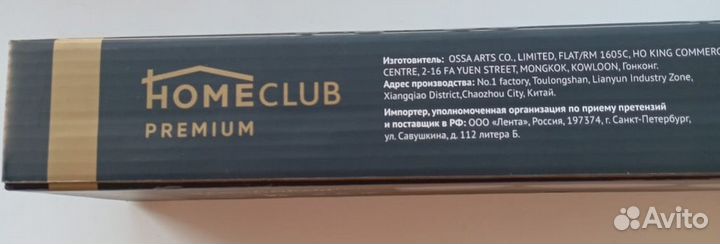 HOMECLUB
PREMIUM
Изготовитель: OSSA ARTS CO., LIMITED, FLAT/RM 1605C, HO KING COMMERC
CENTRE, 2-16 FA YUEN STREET, MONGKOK, KOWLOON, Гонконг.
Адрес производства: No.1 factory, Toulongshan, Lianyun Industry Zone,
Xiangqiao District,Chaozhou City, Китай.
Импортер, уполномоченная организация по приему претензий
и поставщик в РФ: ООО «Лента», Россия, 197374, г. Санкт-Петербург,
ул. Савушкина, д. 112 литера Б.
Avito